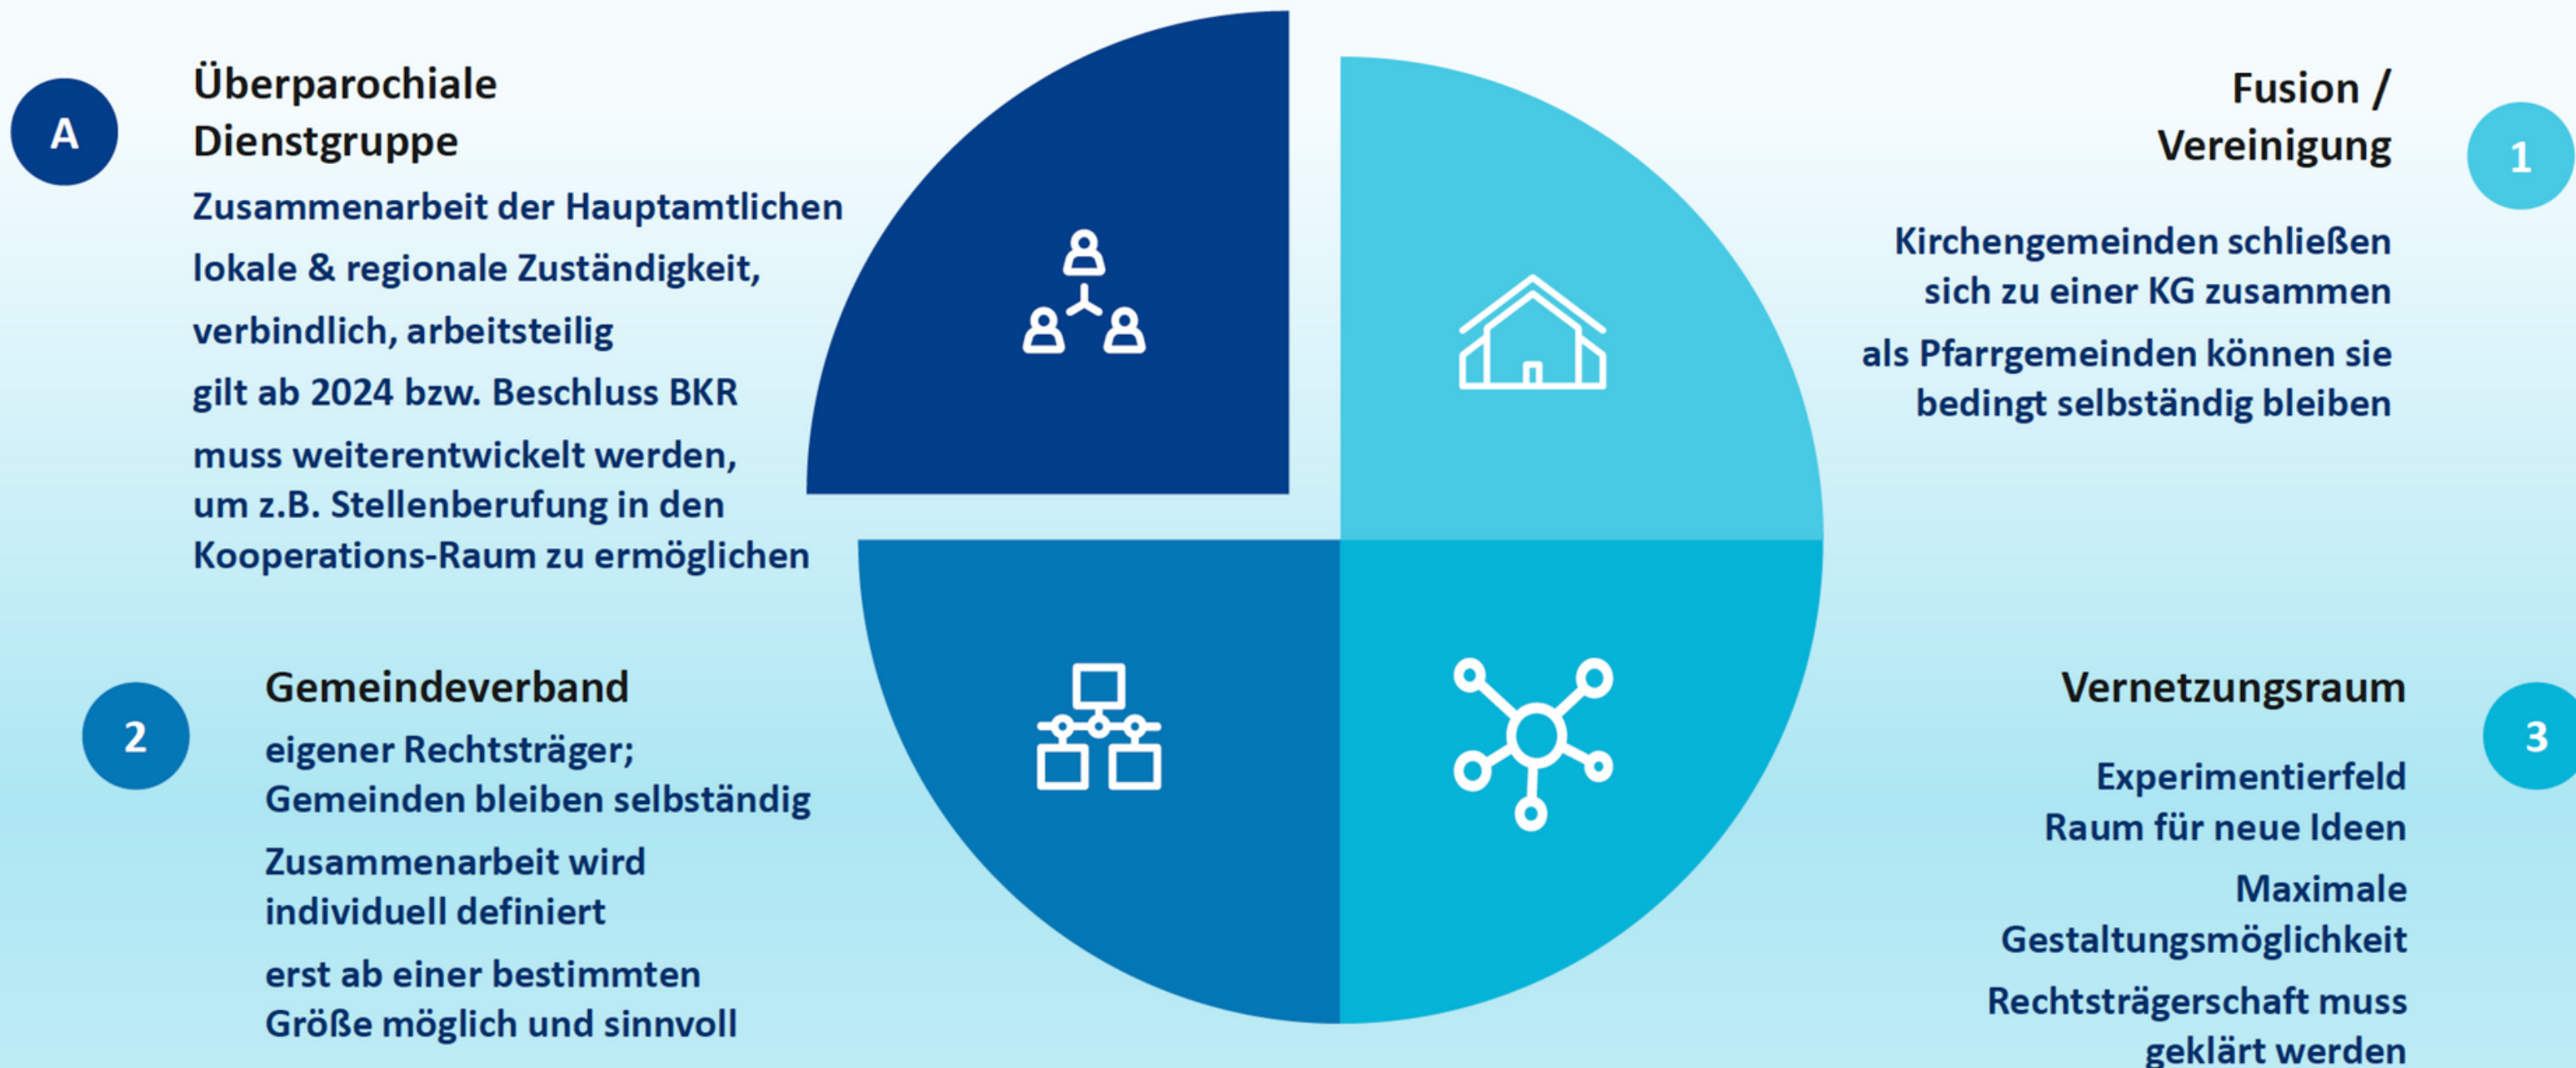 A
Überparochiale
Dienstgruppe
Zusammenarbeit der Hauptamtlichen
lokale & regionale Zuständigkeit,
verbindlich, arbeitsteilig
gilt ab 2024 bzw. Beschluss BKR
muss weiterentwickelt werden,
um z.B. Stellenberufung in den
Kooperations-Raum zu ermöglichen
Fusion /
Vereinigung
1
Kirchengemeinden schließen
sich zu einer KG zusammen
als Pfarrgemeinden können sie
bedingt selbständig bleiben
2
Gemeindeverband
eigener Rechtsträger;
Gemeinden bleiben selbständig
Zusammenarbeit wird
individuell definiert
erst ab einer bestimmten
Größe möglich und sinnvoll
Vernetzungsraum
3
Experimentierfeld
Raum für neue Ideen
Maximale
Gestaltungsmöglichkeit
Rechtsträgerschaft muss
geklärt werden